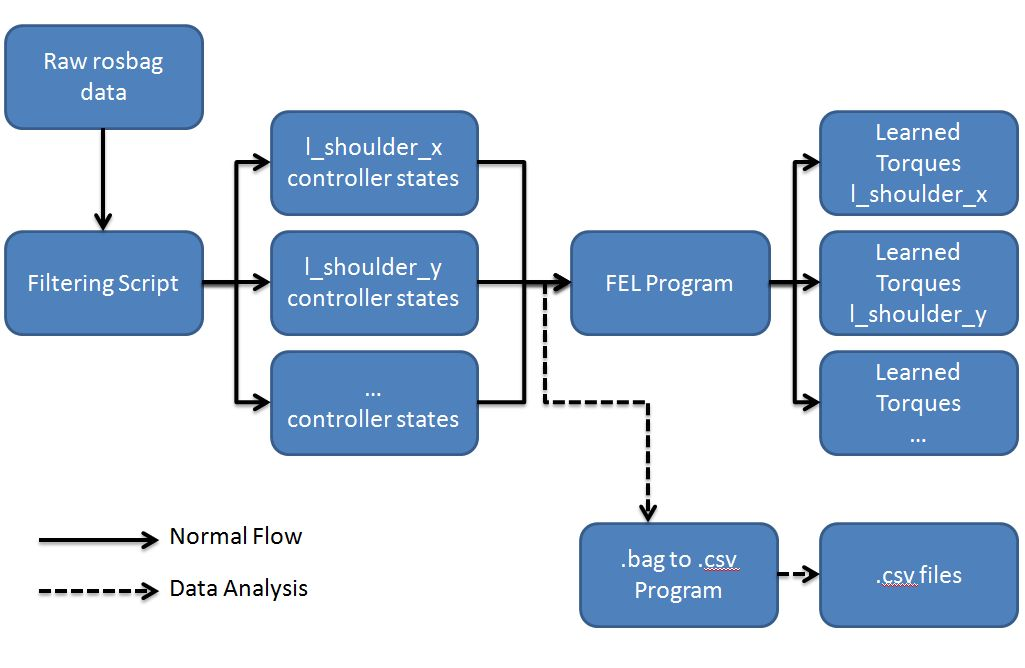 Raw rosbag
data
Filtering Script
l_shoulder_x
controller states
l_shoulder_y
controller states
...
controller states
FEL Program
Learned
Torques
l_shoulder_x
Learned
Torques
l_shoulder_y
Learned
Torques
...
.bag to .csv
Program
.csv files
Normal Flow
Data Analysis